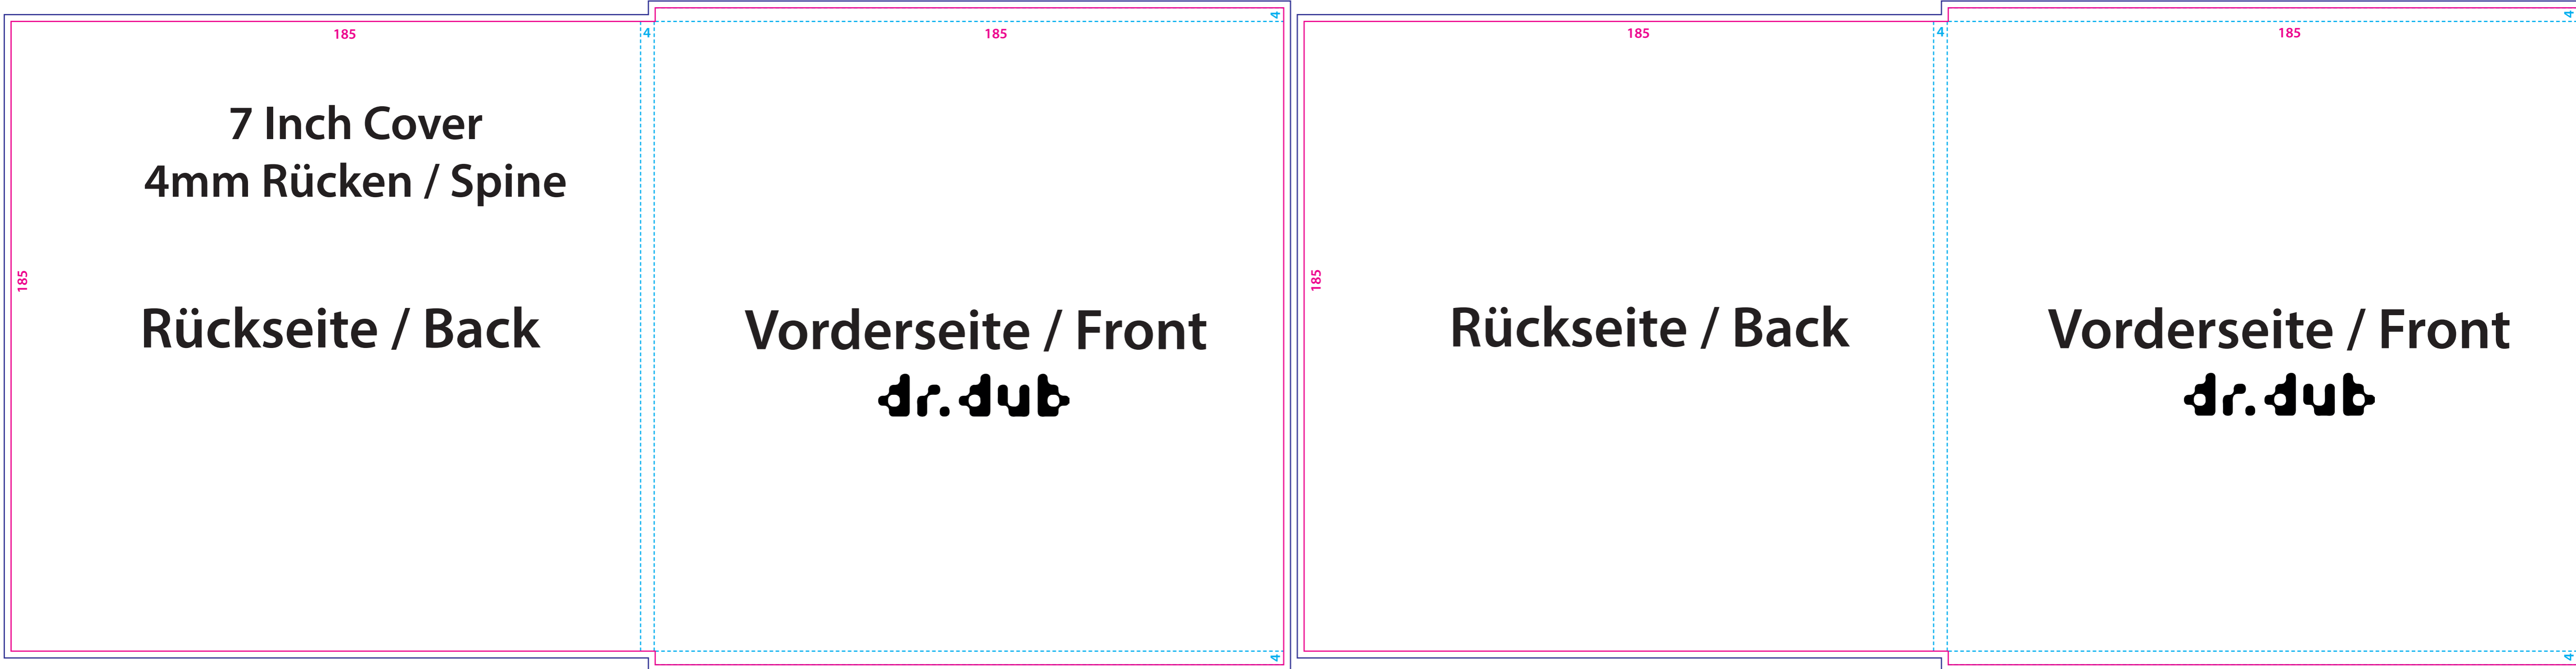 185
4
185
4
7 Inch Cover
4mm Rücken / Spine
185
Rückseite / Back
Vorderseite / Front
dr.dub
4
185
4
185
4
185
Rückseite / Back
Vorderseite / Front
dr.dub
4